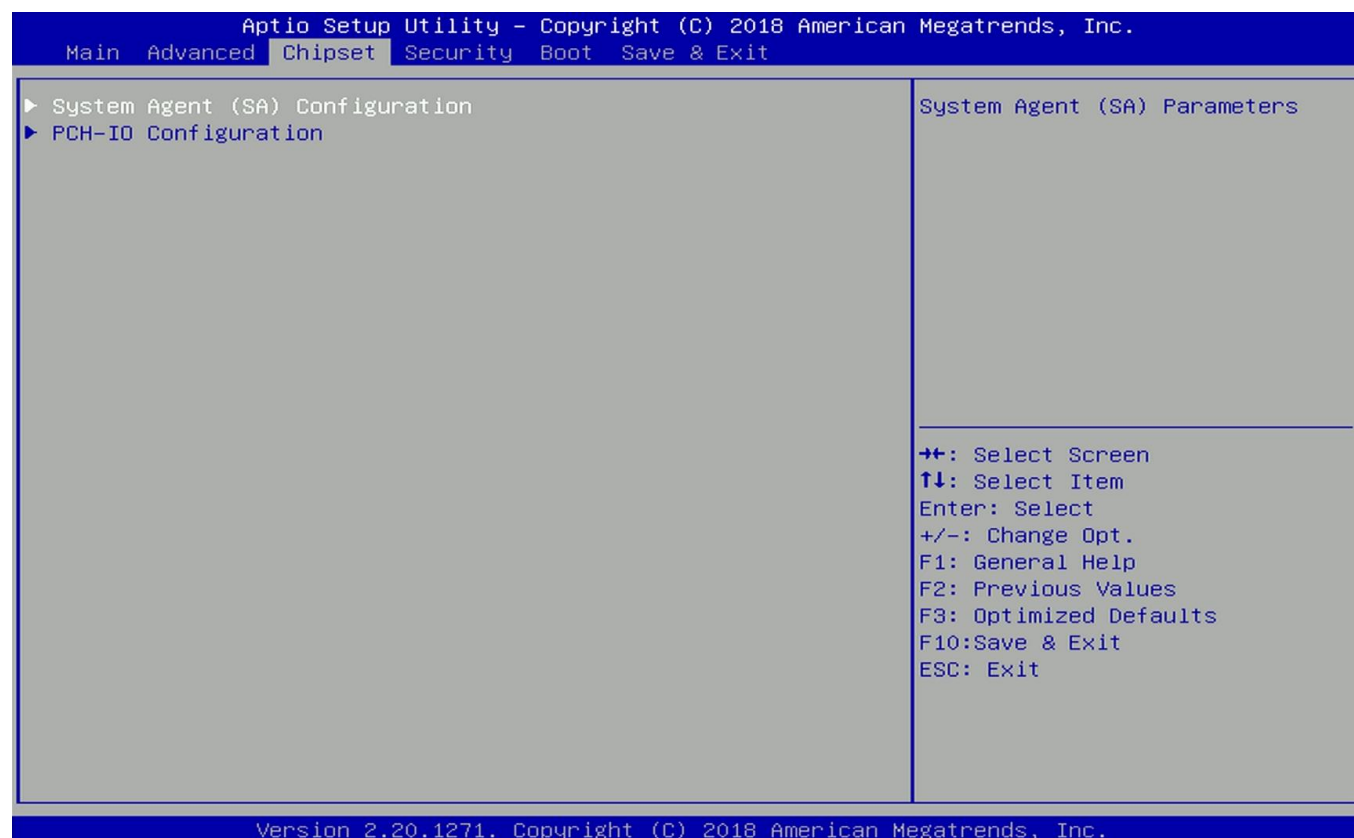 Aptio Setup Utility – Copyright (C) 2018 American Megatrends, Inc.
Main Advanced Chipset Security Boot Save & Exit
▶ System Agent (SA) Configuration
▶ PCH-IO Configuration
System Agent (SA) Parameters
→←: Select Screen
↑↓: Select Item
Enter: Select
+/-: Change Opt.
F1: General Help
F2: Previous Values
F3: Optimized Defaults
F10:Save & Exit
ESC: Exit
Version 2.20.1271. Copyright (C) 2018 American Megatrends, Inc.